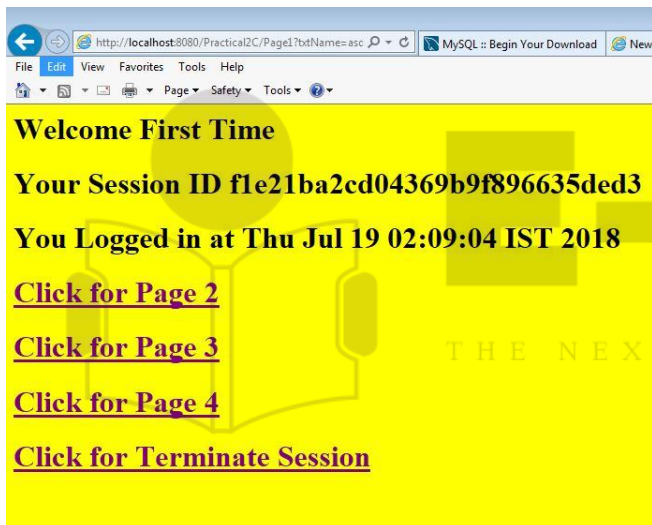 http://localhost:8080/Practical2C/Page1?txtName=asc
MySQL :: Begin Your Download
New
File Edit View Favorites Tools Help
Page Safety Tools
Welcome First Time
Your Session ID f1e21ba2cd04369b9f896635ded3
You Logged in at Thu Jul 19 02:09:04 IST 2018
Click for Page 2
Click for Page 3
THE NEX
Click for Page 4
Click for Terminate Session